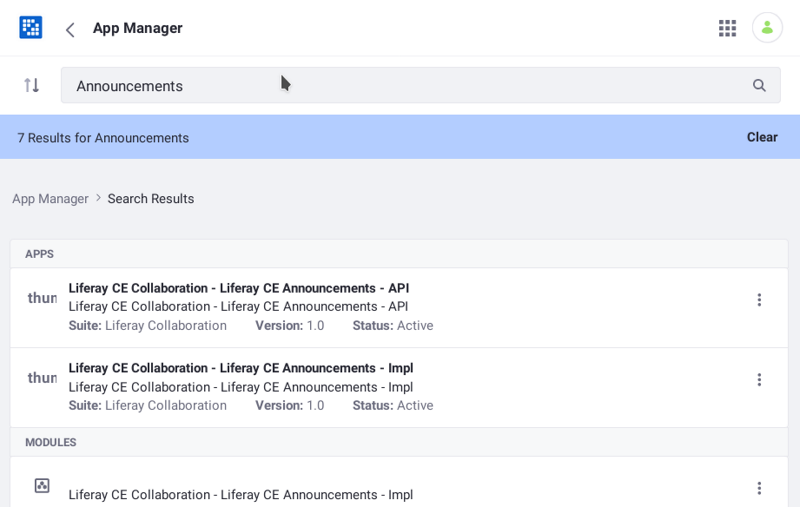 App Manager
Announcements
7 Results for Announcements
Clear
App Manager > Search Results
APPS
thun
Liferay CE Collaboration - Liferay CE Announcements - API
Liferay CE Collaboration - Liferay CE Announcements - API
Suite: Liferay Collaboration Version: 1.0 Status: Active
thun
Liferay CE Collaboration - Liferay CE Announcements - Impl
Liferay CE Collaboration - Liferay CE Announcements - Impl
Suite: Liferay Collaboration Version: 1.0 Status: Active
MODULES
Liferay CE Collaboration - Liferay CE Announcements - Impl